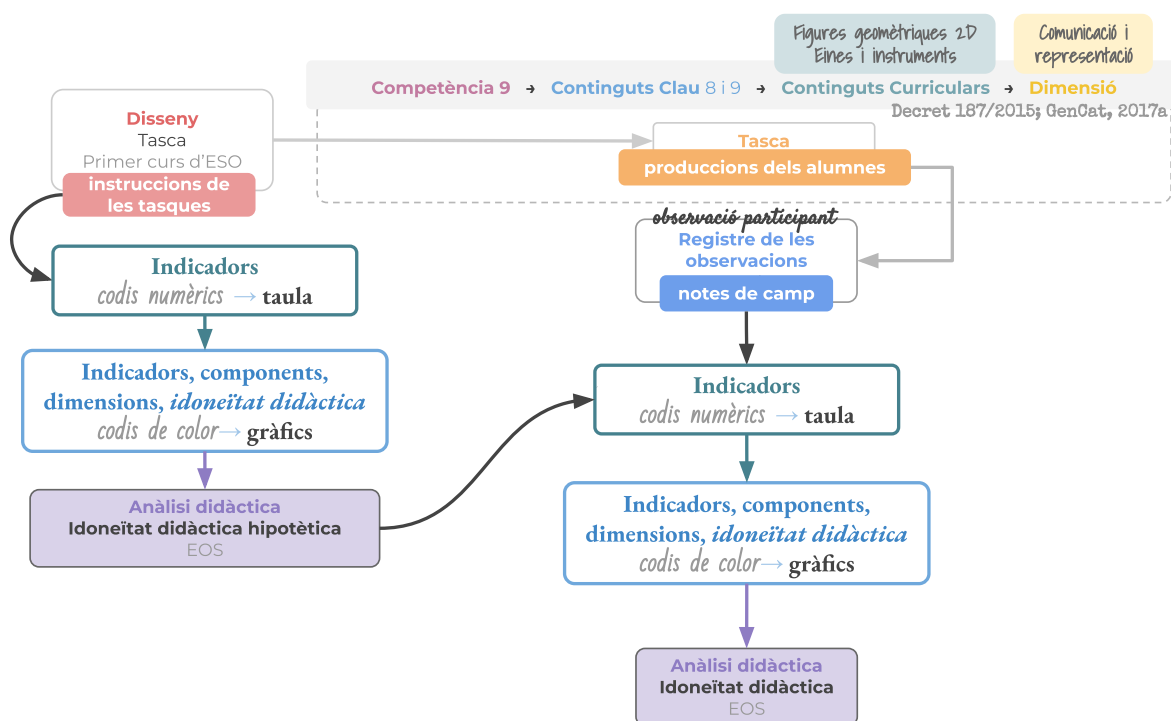 Figures geomètriques 2D
Eines i instruments
Comunicació i
representació
Competència 9 → Continguts Clau 8 i 9 → Continguts Curriculars → Dimensió
Decret 187/2015; GenCat, 2017a
Disseny
Tasca
Primer curs d'ESO
instruccions de
les tasques
Tasca
produccions dels alumnes
observació participant
Registre de les
observacions
notes de camp
Indicadors
codis numèrics → taula
Indicadors, components,
dimensions, idoneïtat didàctica
codis de color→ gràfics
Anàlisi didàctica
Idoneïtat didàctica hipotètica
EOS
Indicadors
codis numèrics → taula
Indicadors, components,
dimensions, idoneïtat didàctica
codis de color→ gràfics
Anàlisi didàctica
Idoneïtat didàctica
EOS